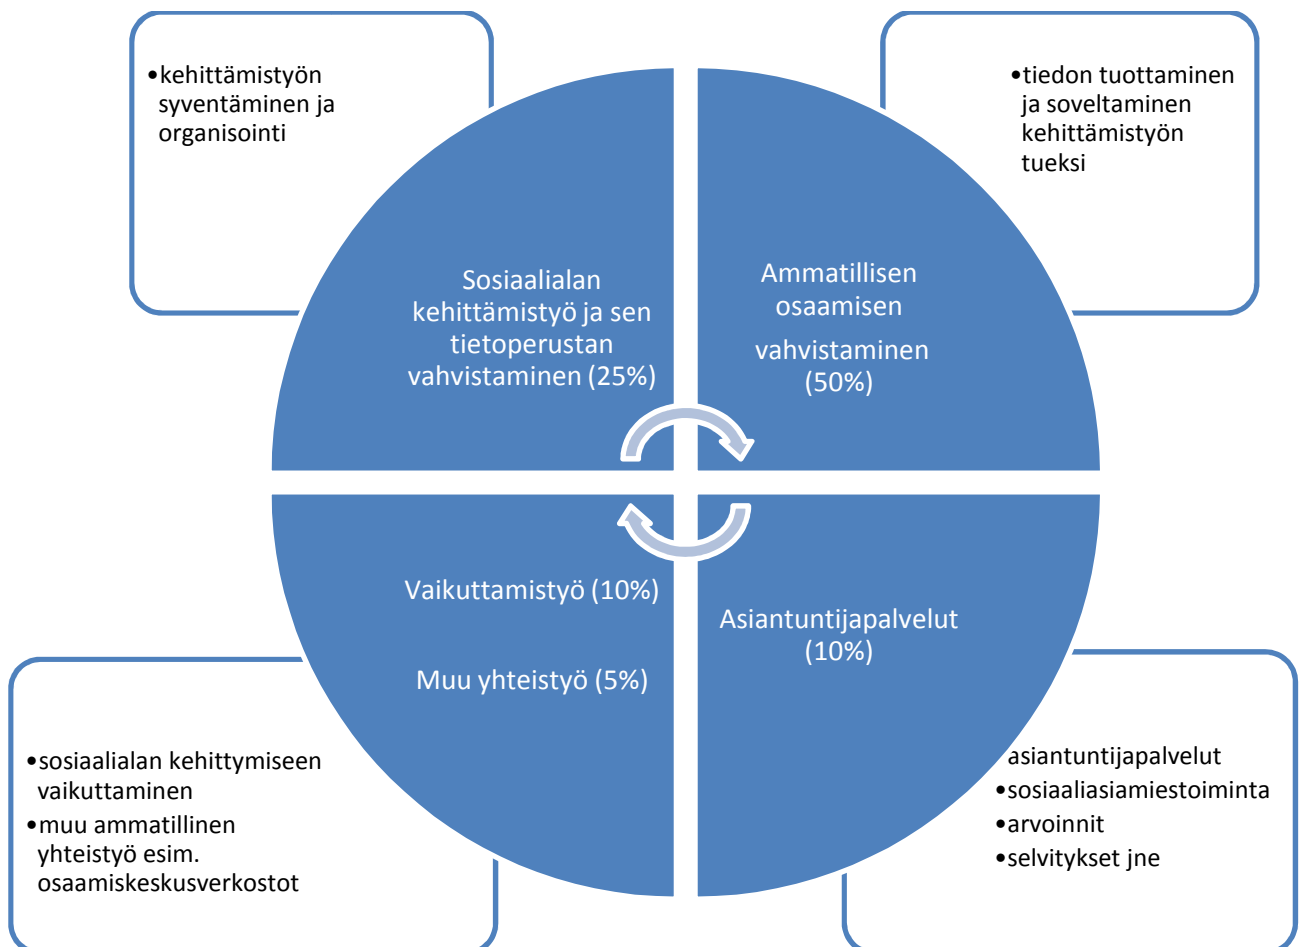 •kehittämistyön
syventäminen ja
organisointi
•tiedon tuottaminen
ja soveltaminen
kehittämistyön
tueksi
Sosiaalialan
kehittämistyö ja sen
tietoperustan
vahvistaminen (25%)
Ammatillisen
osaamisen
vahvistaminen
(50%)
Vaikuttamistyö (10%)
Muu yhteistyö (5%)
Asiantuntijapalvelut
(10%)
•sosiaalialan kehittymiseen
vaikuttaminen
•muu ammatillinen
yhteistyö esim.
osaamiskeskusverkostot
asiantuntijapalvelut
•sosiaaliasiamiestoiminta
•arvoinnit
•selvitykset jne